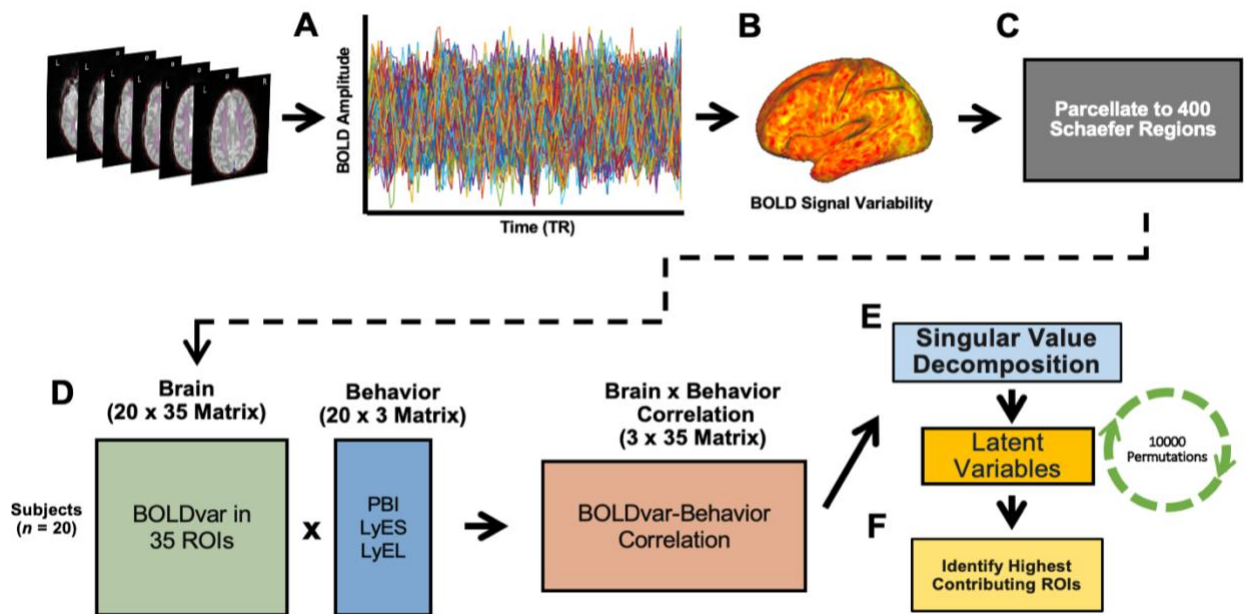 A
B
C
BOLD Amplitude
Time (TR)
BOLD Signal Variability
Parcellate to 400
Schaefer Regions
D
Brain
(20 x 35 Matrix)
Behavior
(20 x 3 Matrix)
Brain x Behavior
Correlation
(3 x 35 Matrix)
Subjects
(n = 20)
BOLDvar in
35 ROIs
x
PBI
LyES
LyEL
BOLDvar-Behavior
Correlation
E
Singular Value
Decomposition
Latent
Variables
10000
Permutations
F
Identify Highest
Contributing ROIs